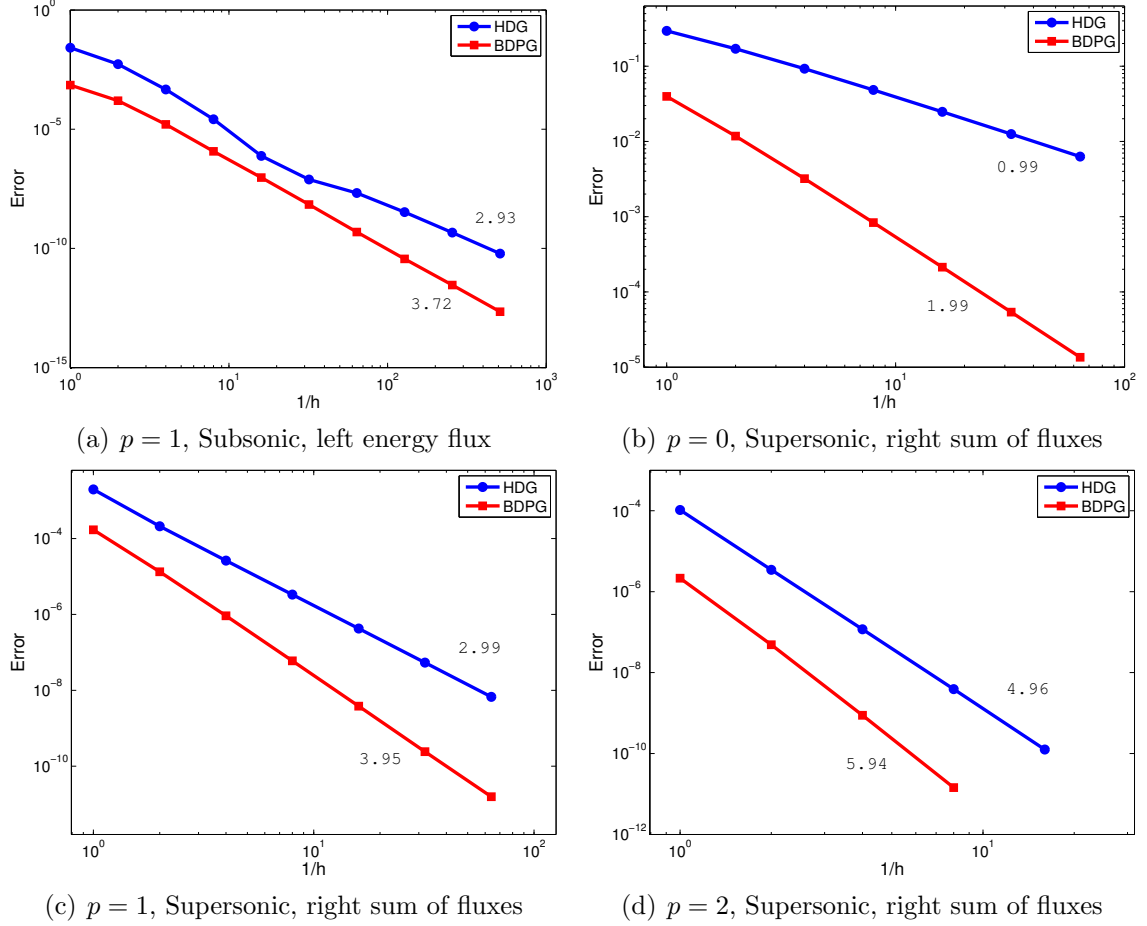 10^0
10^-5
10^-10
10^-15
Error
HDG
BDPG
2.93
3.72
10^0
10^1
10^2
10^3
1/h
(a) p = 1, Subsonic, left energy flux
10^0
10^-1
10^-2
10^-3
10^-4
10^-5
Error
HDG
BDPG
0.99
1.99
10^0
10^1
10^2
1/h
(b) p = 0, Supersonic, right sum of fluxes
10^-4
10^-6
10^-8
10^-10
Error
HDG
BDPG
2.99
3.95
10^0
10^1
10^2
1/h
(c) p = 1, Supersonic, right sum of fluxes
10^-4
10^-6
10^-8
10^-10
10^-12
Error
HDG
BDPG
4.96
5.94
10^0
10^1
1/h
(d) p = 2, Supersonic, right sum of fluxes